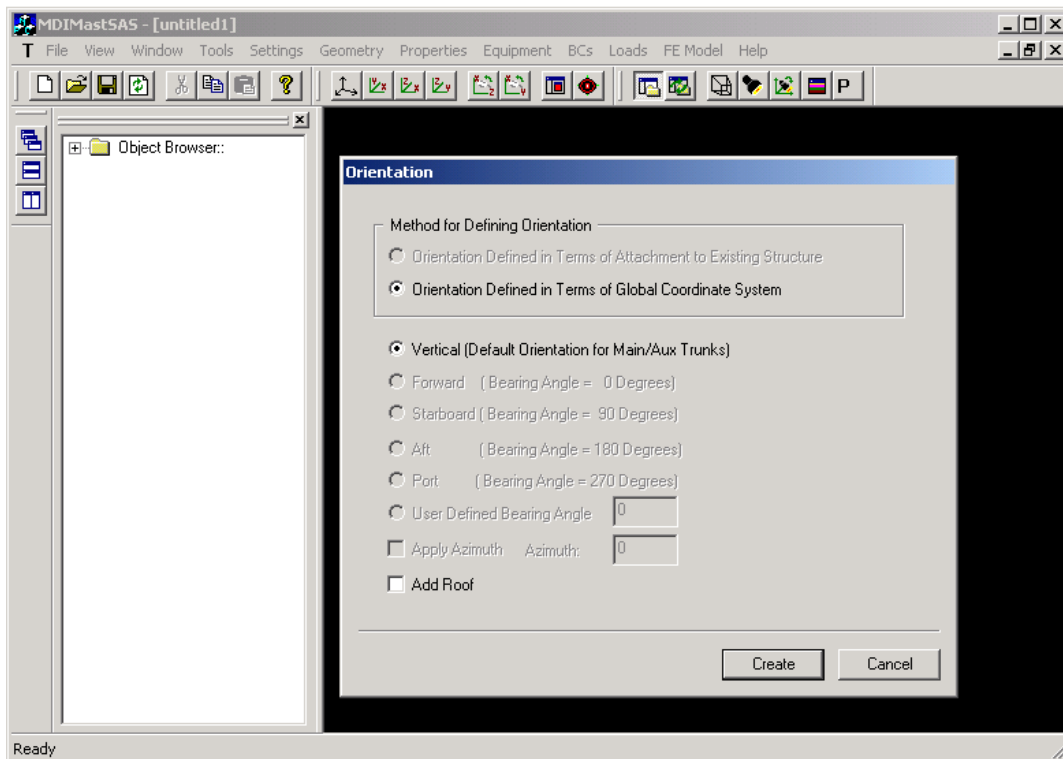 MDIMastSAS - [untitled1]
T File View Window Tools Settings Geometry Properties Equipment BCs Loads FE Model Help
P
Object Browser::
Orientation
Method for Defining Orientation
Orientation Defined in Terms of Attachment to Existing Structure
Orientation Defined in Terms of Global Coordinate System
Vertical (Default Orientation for Main/Aux Trunks)
Forward ( Bearing Angle = 0 Degrees)
Starboard ( Bearing Angle = 90 Degrees)
Aft ( Bearing Angle = 180 Degrees)
Port ( Bearing Angle = 270 Degrees)
User Defined Bearing Angle 0
Apply Azimuth Azimuth: 0
Add Roof
Create Cancel
Ready